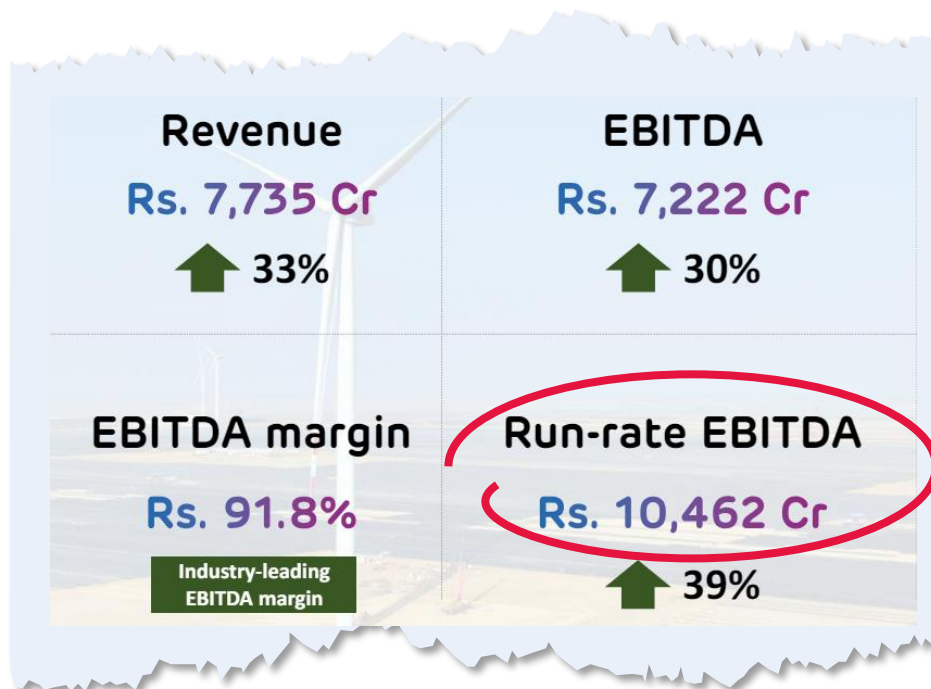 Revenue
Rs. 7,735 Cr
33%
EBITDA
Rs. 7,222 Cr
30%
EBITDA margin
Rs. 91.8%
Industry-leading
EBITDA margin
Run-rate EBITDA
Rs. 10,462 Cr
39%